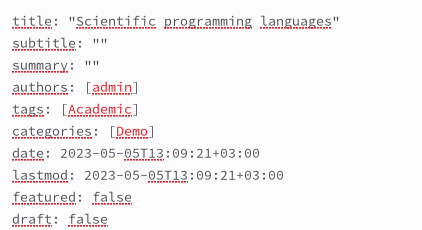 title: "Scientific programming languages"
subtitle: ""
summary: ""
authors: [admin]
tags: [Academic]
categories: [Demo]
date: 2023-05-05T13:09:21+03:00
lastmod: 2023-05-05T13:09:21+03:00
featured: false
draft: false